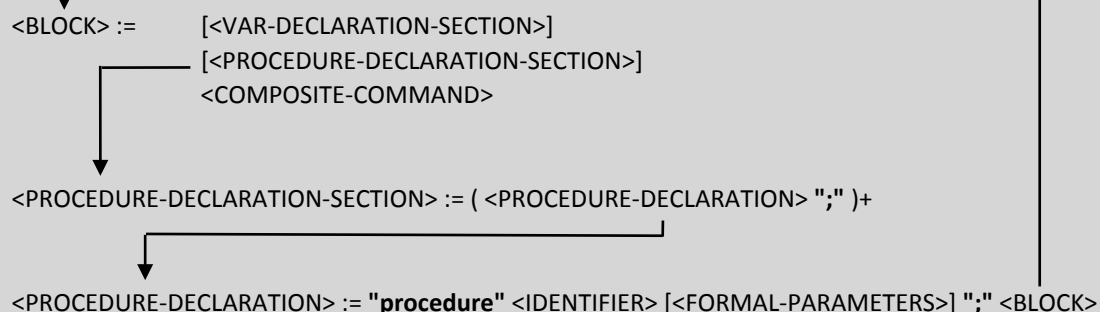 <BLOCK> := [<VAR-DECLARATION-SECTION>]
[<PROCEDURE-DECLARATION-SECTION>]
<COMPOSITE-COMMAND>
<PROCEDURE-DECLARATION-SECTION> := ( <PROCEDURE-DECLARATION> ";" )+
<PROCEDURE-DECLARATION> := "procedure" <IDENTIFIER> [<FORMAL-PARAMETERS>] ";" <BLOCK>